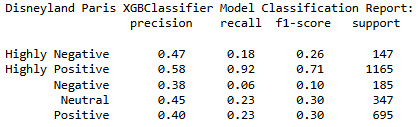 Disneyland Paris XGBClassifier Model Classification Report:
precision recall f1-score support
Highly Negative 0.47 0.18 0.26 147
Highly Positive 0.58 0.92 0.71 1165
Negative 0.38 0.06 0.10 185
Neutral 0.45 0.23 0.30 347
Positive 0.40 0.23 0.30 695